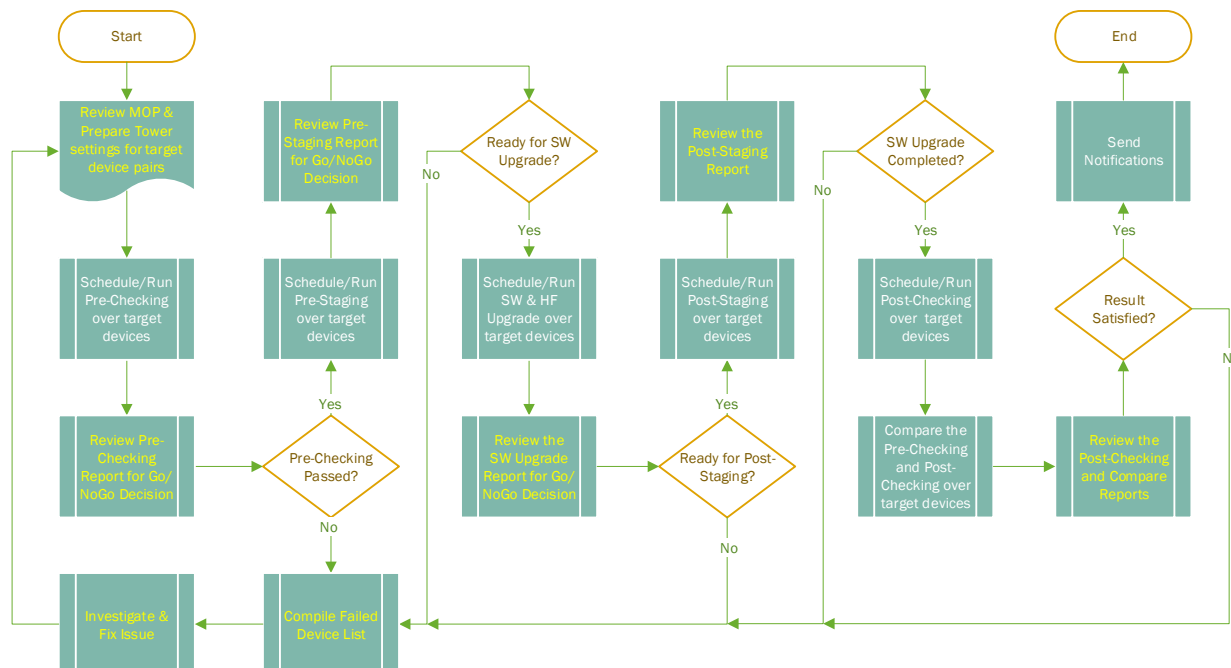 Start
Review MOP &
Prepare Tower
settings for target
device pairs
Schedule/Run
Pre-Checking
over target
devices
Review Pre-
Checking
Report for Go/
NoGo Decision
Pre-Checking
Passed?
Yes
No
Schedule/Run
Pre-Staging
over target
devices
Review Pre-
Staging Report
for Go/NoGo
Decision
Ready for SW
Upgrade?
No
Yes
Schedule/Run
SW & HF
Upgrade over
target devices
Review the
SW Upgrade
Report for Go/
NoGo Decision
Ready for Post-
Staging?
Yes
No
Schedule/Run
Post-Staging
over target
devices
Review the
Post-Staging
Report
SW Upgrade
Completed?
No
Yes
Schedule/Run
Post-Checking
over target
devices
Compare the
Pre-Checking
and Post-
Checking over
target devices
Review the
Post-Checking
and Compare
Reports
Result
Satisfied?
Yes
Send
Notifications
End
Compile Failed
Device List
Investigate &
Fix Issue